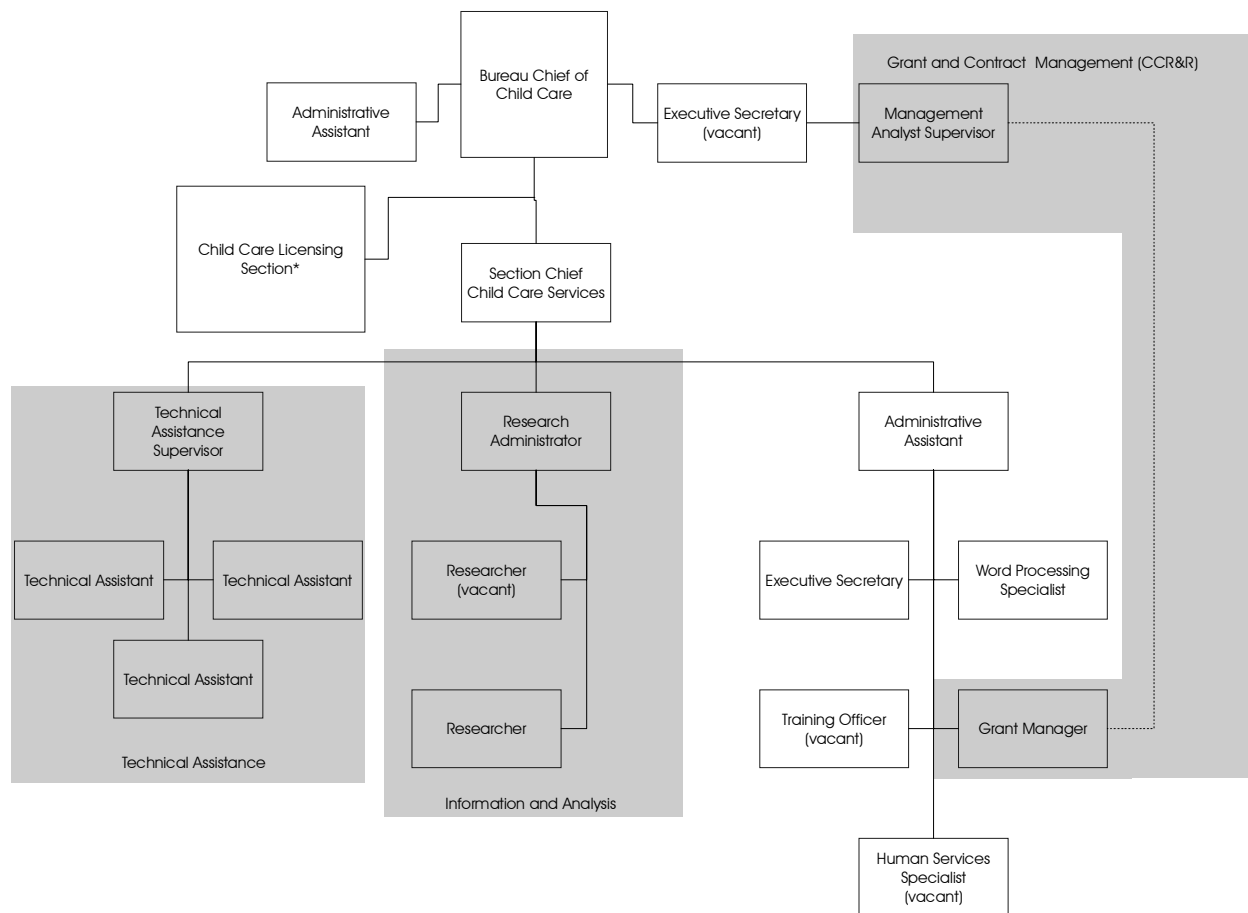 Grant and Contract Management (CCR&R)
Bureau Chief of
Child Care
Administrative
Assistant
Executive Secretary
(vacant)
Management
Analyst Supervisor
Child Care Licensing
Section*
Section Chief
Child Care Services
Technical
Assistance
Supervisor
Research
Administrator
Administrative
Assistant
Technical Assistant
Technical Assistant
Researcher
(vacant)
Executive Secretary
Word Processing
Specialist
Technical Assistant
Researcher
Training Officer
(vacant)
Grant Manager
Technical Assistance
Information and Analysis
Human Services
Specialist
(vacant)